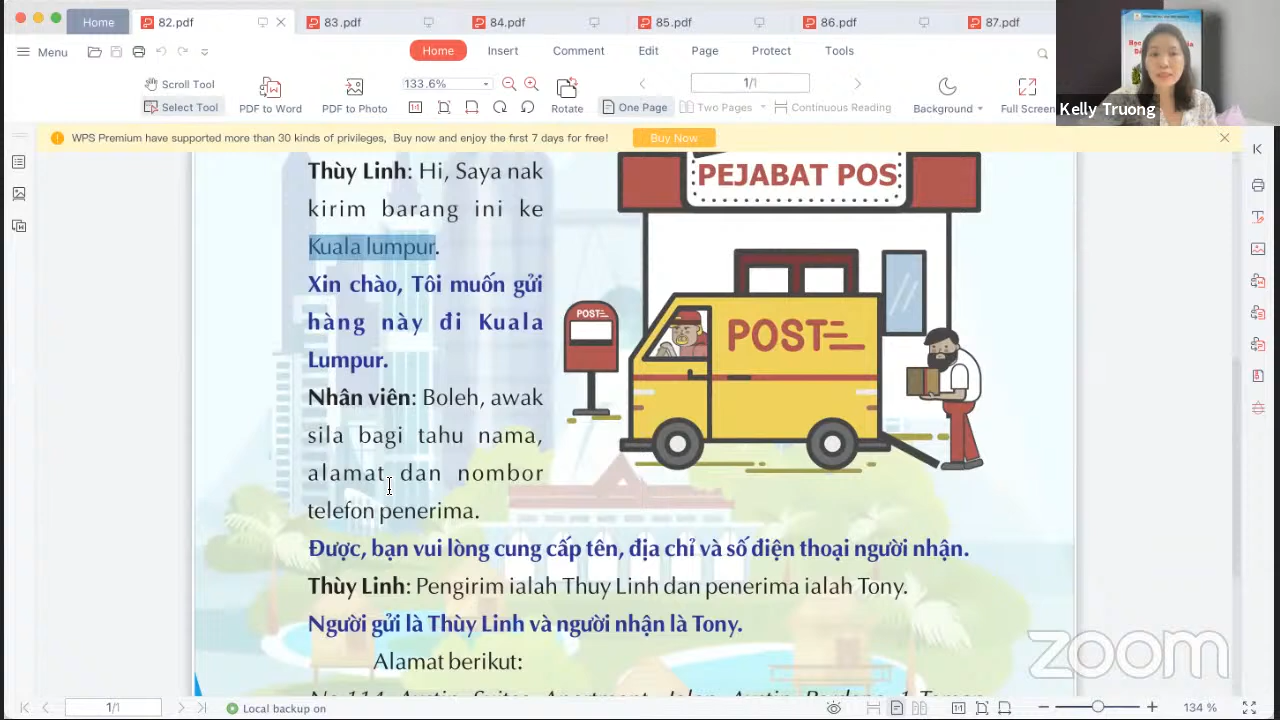 Home
82.pdf
83.pdf
84.pdf
85.pdf
86.pdf
87.pdf
Menu
Home
Insert
Comment
Edit
Page
Protect
Tools
Scroll Tool
Select Tool
PDF to Word
PDF to Photo
133.6%
Rotate
1/1
One Page
Two Pages
Continuous Reading
Background
Full Screen
Kelly Truong
WPS Premium have supported more than 30 kinds of privileges, Buy now and enjoy the first 7 days for free!
Buy Now
Thùy Linh: Hi, Saya nak
kirim barang ini ke
Kuala lumpur.
Xin chào, Tôi muốn gửi
hàng này đi Kuala
Lumpur.
Nhân viên: Boleh, awak
sila bagi tahu nama,
alamat dan nombor
telefon penerima.
PEJABAT POS
POST
POST
Được, bạn vui lòng cung cấp tên, địa chỉ và số điện thoại người nhận.
Thùy Linh: Pengirim ialah Thuy Linh dan penerima ialah Tony.
Người gửi là Thùy Linh và người nhận là Tony.
Alamat berikut:
zoom
1/1
Local backup on
134 %